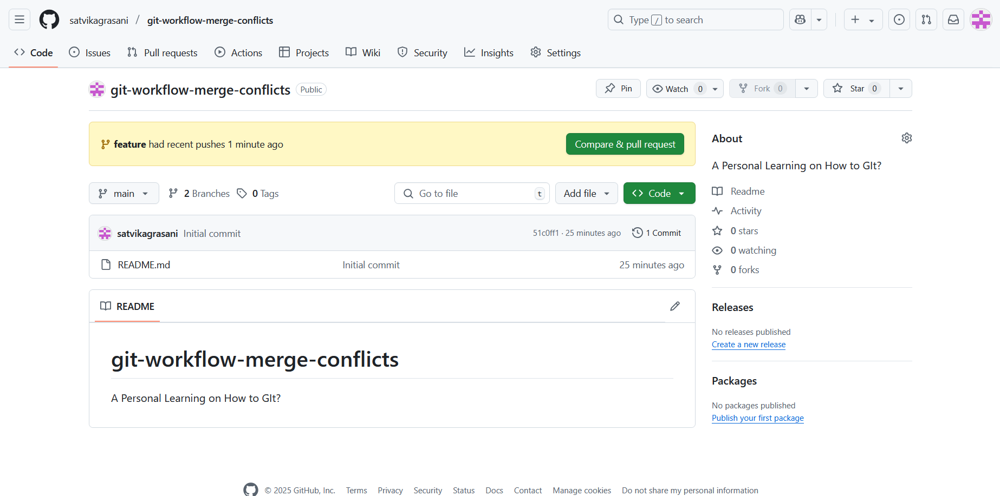 satvikagrasani / git-workflow-merge-conflicts
Type / to search
Code
Issues
Pull requests
Actions
Projects
Wiki
Security
Insights
Settings
git-workflow-merge-conflicts Public
Pin
Watch 0
Fork 0
Star 0
feature had recent pushes 1 minute ago
Compare & pull request
main
2 Branches
0 Tags
Go to file t
Add file
Code
satvikagrasani Initial commit
51c0ff1 · 25 minutes ago
1 Commit
README.md
Initial commit
25 minutes ago
README
git-workflow-merge-conflicts
A Personal Learning on How to GIt?
About
A Personal Learning on How to GIt?
Readme
Activity
0 stars
0 watching
0 forks
Releases
No releases published
Create a new release
Packages
No packages published
Publish your first package
© 2025 GitHub, Inc.
Terms
Privacy
Security
Status
Docs
Contact
Manage cookies
Do not share my personal information